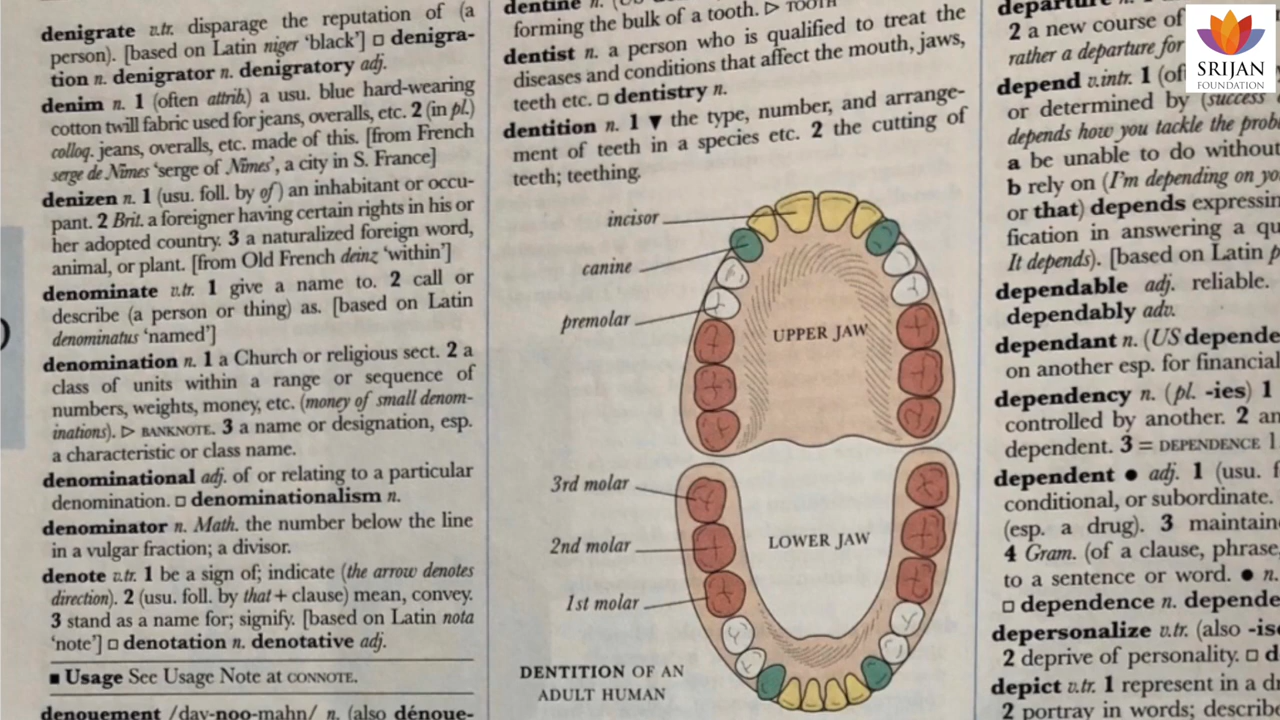 denigrate v.tr. disparage the reputation of (a
person). [based on Latin niger 'black'] □ denigra-
tion n. denigrator n. denigratory adj.
denim n. 1 (often attrib.) a usu. blue hard-wearing
cotton twill fabric used for jeans, overalls, etc. 2 (in pl.)
colloq. jeans, overalls, etc. made of this. [from French
serge de Nîmes 'serge of Nîmes', a city in S. France]
denizen n. 1 (usu. foll. by of) an inhabitant or occu-
pant. 2 Brit. a foreigner having certain rights in his or
her adopted country. 3 a naturalized foreign word,
animal, or plant. [from Old French deinz 'within']
denominate v.tr. 1 give a name to. 2 call or
describe (a person or thing) as. [based on Latin
denominatus 'named']
denomination n. 1 a Church or religious sect. 2 a
class of units within a range or sequence of
numbers, weights, money, etc. (money of small denom-
inations). ▷ BANKNOTE. 3 a name or designation, esp.
a characteristic or class name.
denominational adj. of or relating to a particular
denomination. □ denominationalism n.
denominator n. Math. the number below the line
in a vulgar fraction; a divisor.
denote v.tr. 1 be a sign of; indicate (the arrow denotes
direction). 2 (usu. foll. by that + clause) mean, convey.
3 stand as a name for; signify. [based on Latin nota
'note'] □ denotation n. denotative adj.
■ Usage See Usage Note at CONNOTE.
denouement /day-noo-mahn/ n. (also dénoue-
dentine n. (US
forming the bulk of a tooth. ▷ TOOTH
dentist n. a person who is qualified to treat the
diseases and conditions that affect the mouth, jaws,
teeth etc. □ dentistry n.
dentition n. 1 ▼ the type, number, and arrange-
ment of teeth in a species etc. 2 the cutting of
teeth; teething.
incisor
canine
premolar
UPPER JAW
3rd molar
2nd molar
1st molar
LOWER JAW
DENTITION OF AN
ADULT HUMAN
departure n.
2 a new course of
rather a departure for
depend v.intr. 1 (of
or determined by (success
depends how you tackle the prob
a be unable to do without
b rely on (I'm depending on yo
or that) depends expressin
fication in answering a qu
It depends). [based on Latin p
dependable adj. reliable.
dependably adv.
dependant n. (US depende
on another esp. for financial
dependency n. (pl. -ies) 1
controlled by another. 2 an
dependent. 3 = DEPENDENCE 1
dependent ● adj. 1 (usu. f
conditional, or subordinate.
(esp. a drug). 3 maintain
4 Gram. (of a clause, phrase,
to a sentence or word. ● n.
□ dependence n. depende
depersonalize v.tr. (also -ise
2 deprive of personality. □ d
depict v.tr. 1 represent in a dr
2 portray in words; describe
SRIJAN
FOUNDATION